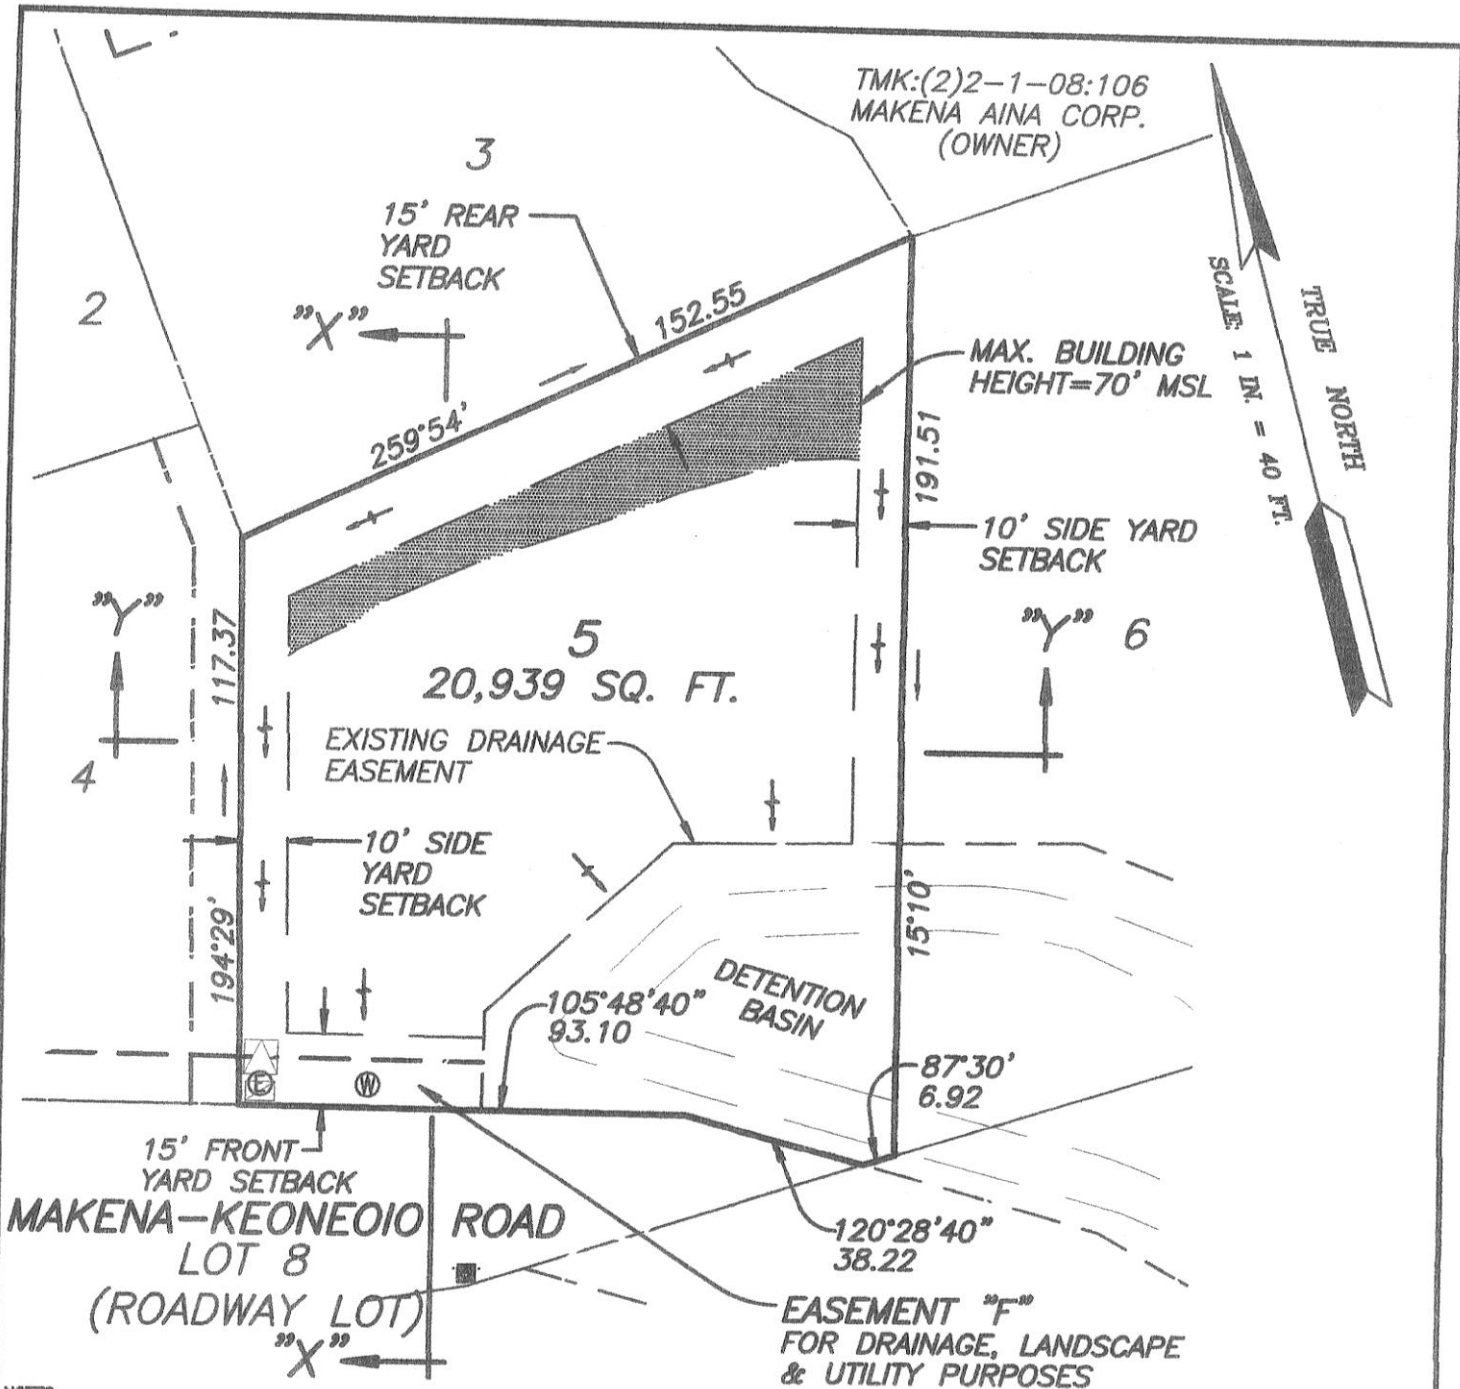 TMK:(2)2-1-08:106
MAKENA AINA CORP.
(OWNER)
3
15' REAR
YARD
SETBACK
2
"X"
152.55
259°54'
MAX. BUILDING
HEIGHT=70' MSL
SCALE: 1 IN. = 40 FT.
TRUE NORTH
191.51
10' SIDE YARD
SETBACK
"Y"
117.37
5
20,939 SQ. FT.
"Y"
6
EXISTING DRAINAGE
EASEMENT
4
10' SIDE
YARD
SETBACK
194°29'
15°10'
DETENTION
BASIN
105°48'40"
93.10
87°30'
6.92
E
W
15' FRONT
YARD SETBACK
MAKENA-KEONEOIO ROAD
LOT 8
(ROADWAY LOT)
120°28'40"
38.22
"X"
EASEMENT "F"
FOR DRAINAGE, LANDSCAPE
& UTILITY PURPOSES